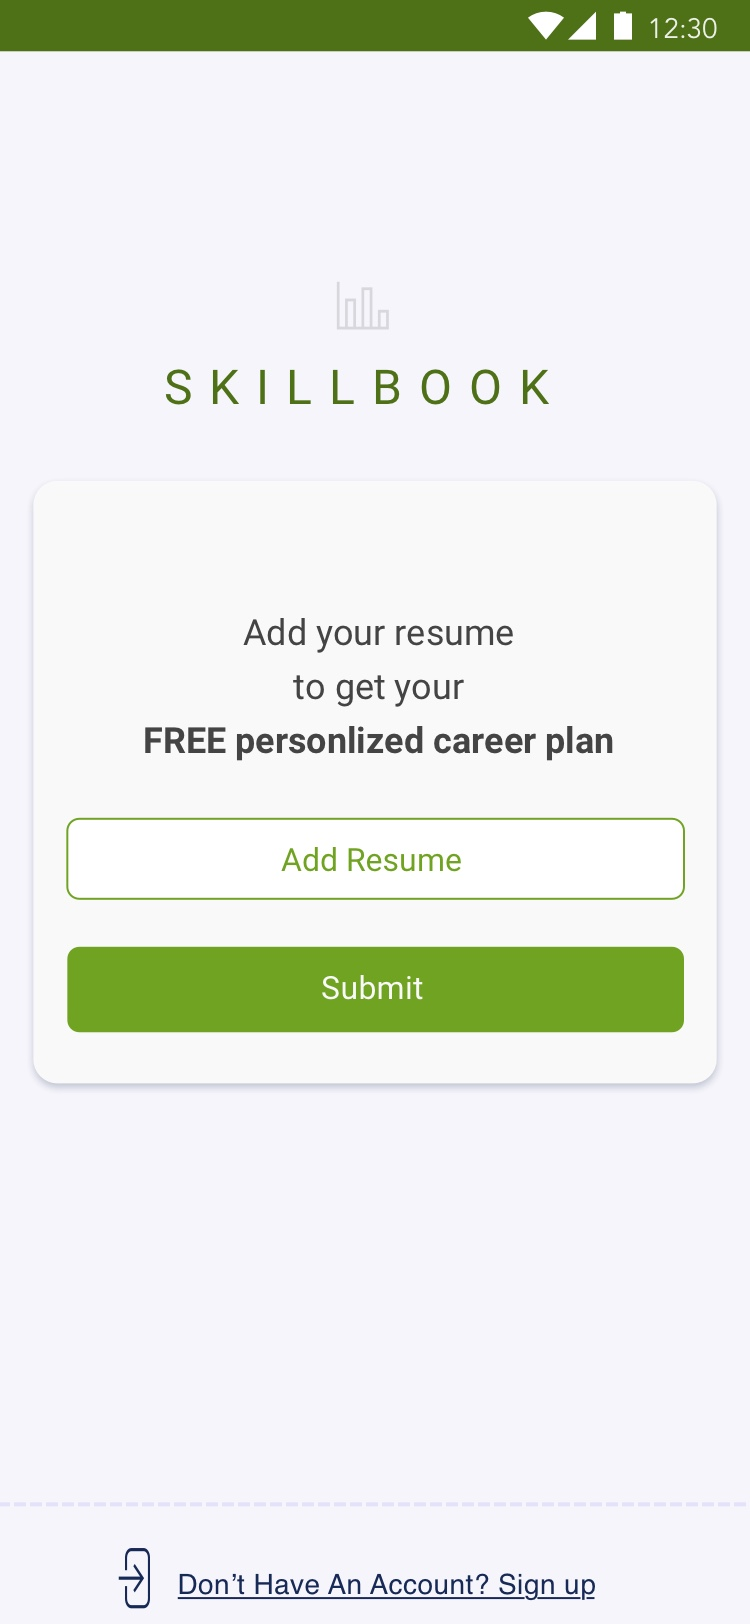 12:30
SKILLBOOK
Add your resume
to get your
FREE personlized career plan
Add Resume
Submit
Don’t Have An Account? Sign up